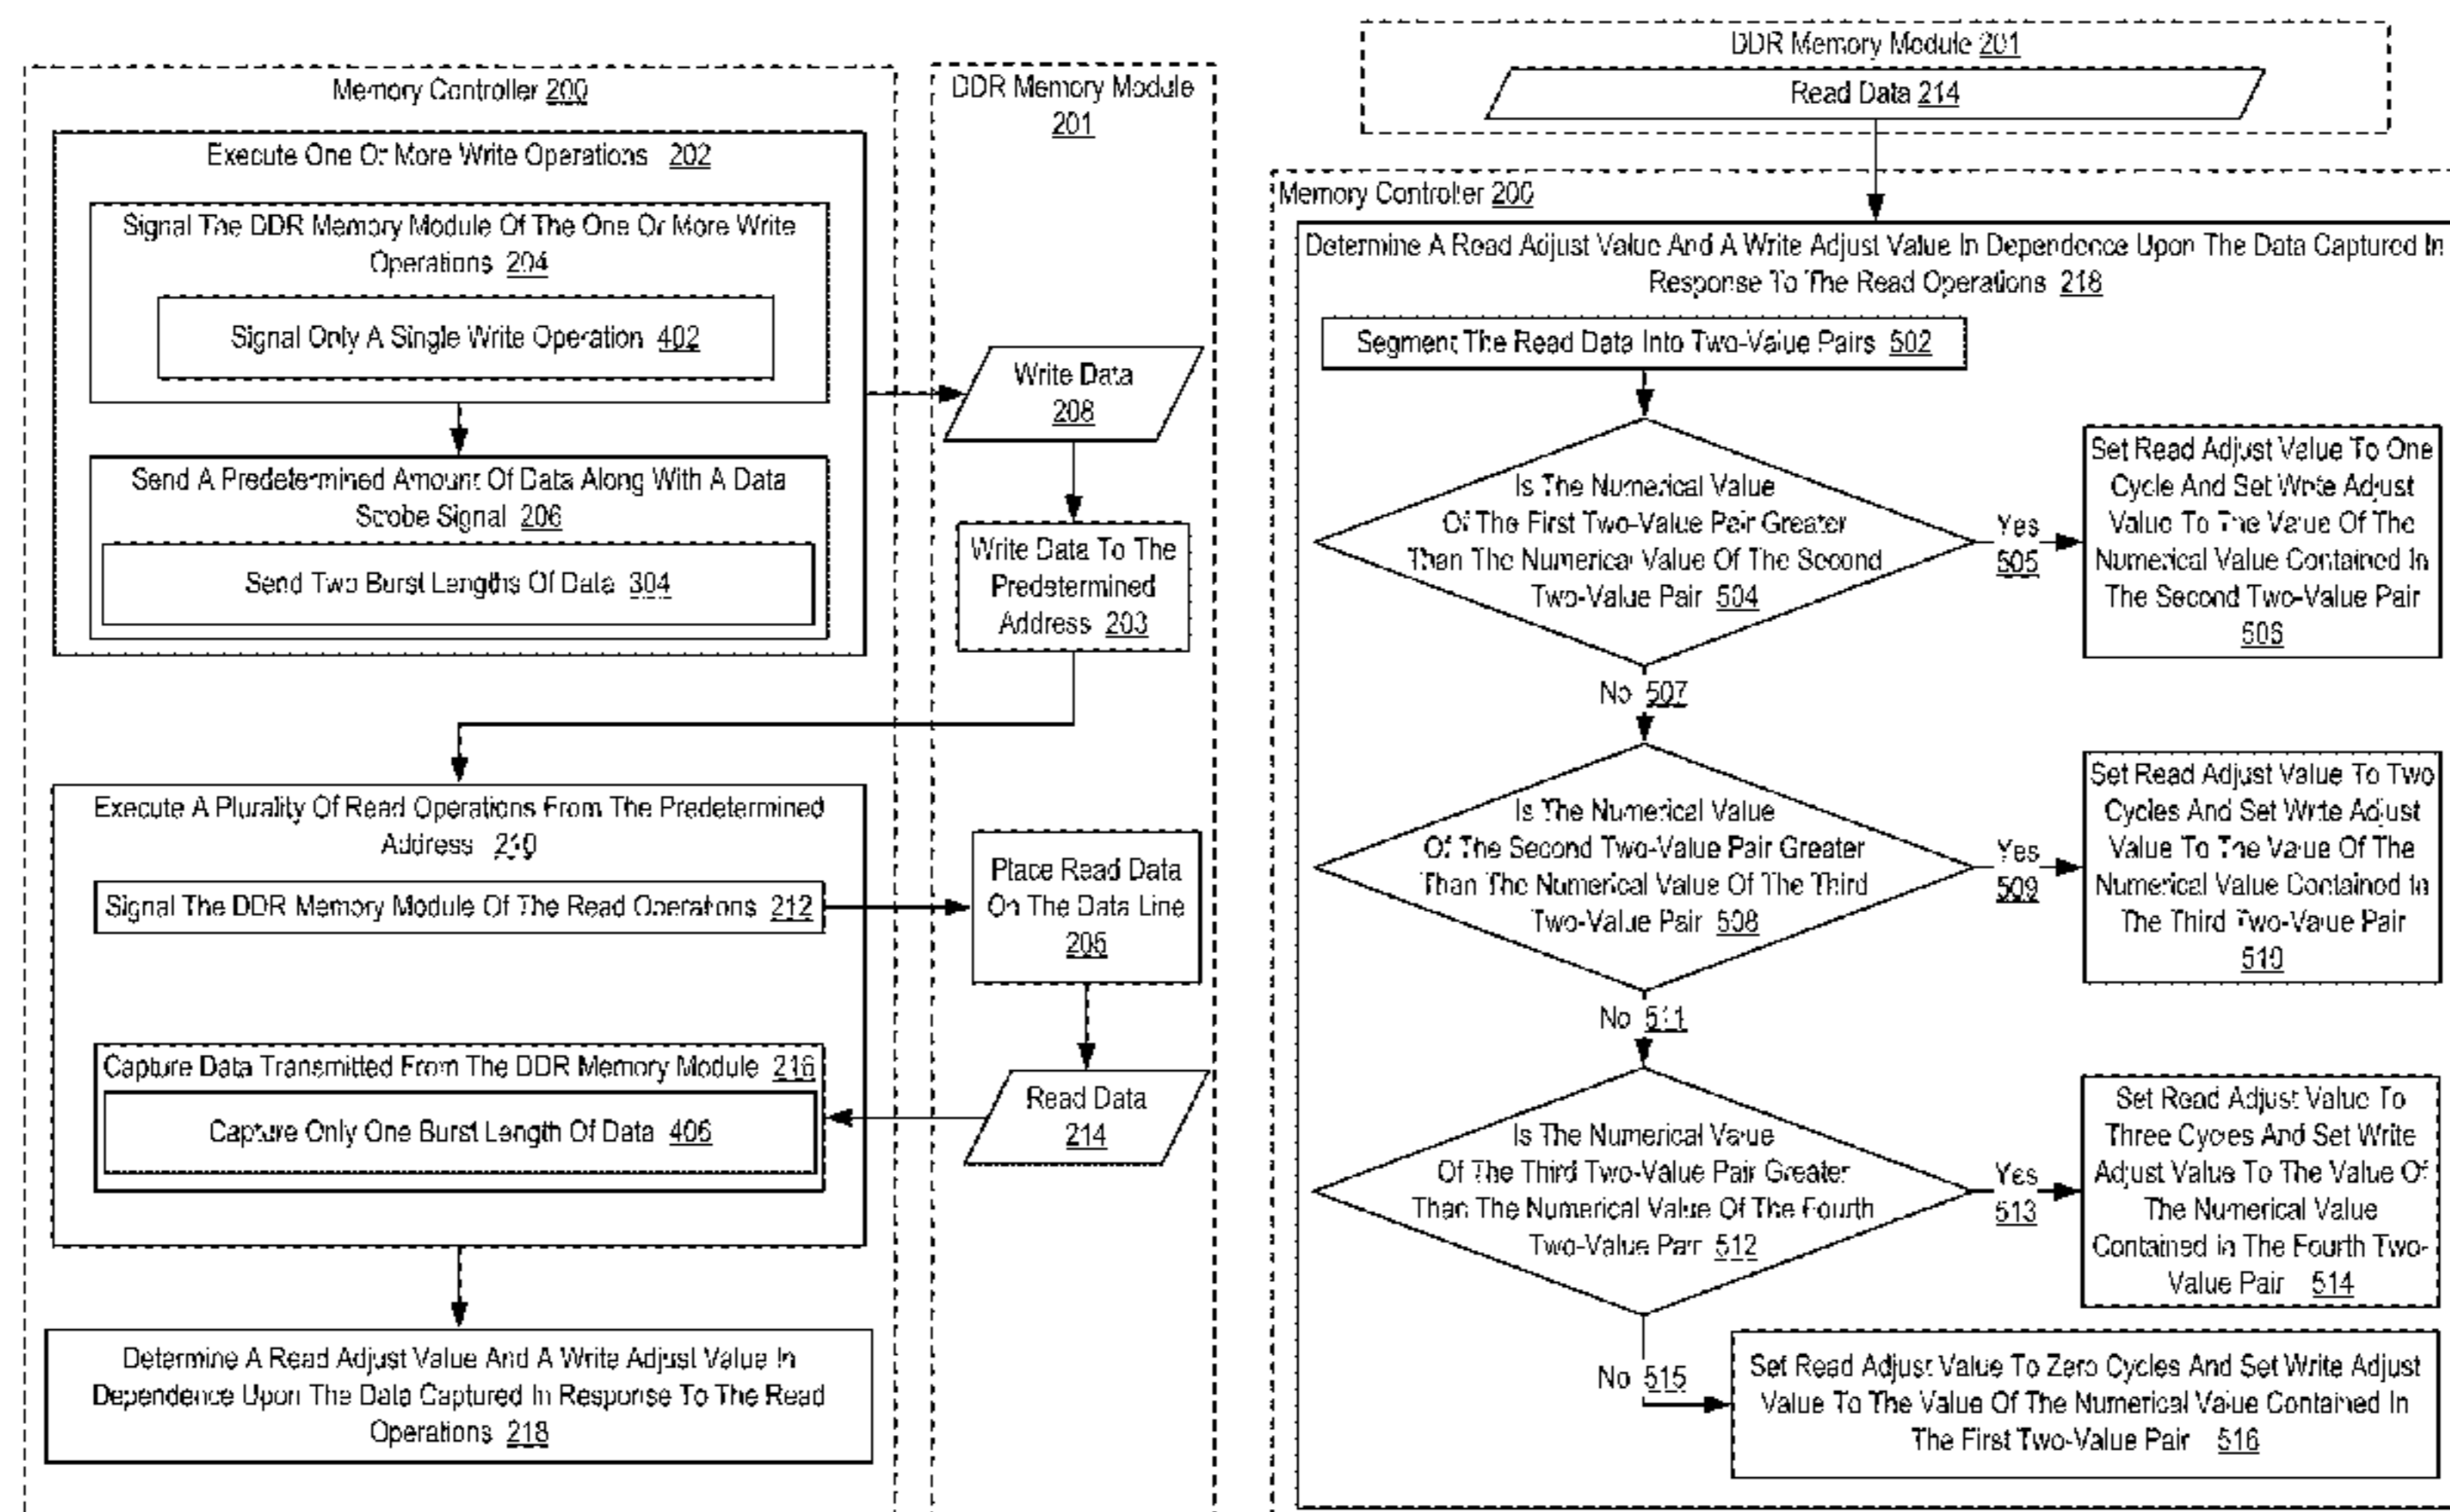 Memory Controller 200
Execute One Or More Write Operations 202
Signal The DDR Memory Module Of The One Or More Write
Operations 204
Signal Only A Single Write Operation 402
Send A Predetermined Amount Of Data Along With A Data
Strobe Signal 206
Send Two Burst Lengths Of Data 304
Execute A Plurality Of Read Operations From The Predetermined
Address 210
Signal The DDR Memory Module Of The Read Operations 212
Capture Data Transmitted From The DDR Memory Module 216
Capture Only One Burst Length Of Data 406
Determine A Read Adjust Value And A Write Adjust Value In
Dependence Upon The Data Captured In Response To The Read
Operations 218
DDR Memory Module
201
Write Data
208
Write Data To The
Predetermined
Address 203
Place Read Data
On The Data Line
205
Read Data
214
DDR Memory Module 201
Read Data 214
Memory Controller 200
Determine A Read Adjust Value And A Write Adjust Value In Dependence Upon The Data Captured In
Response To The Read Operations 218
Segment The Read Data Into Two-Value Pairs 502
Is The Numerical Value
Of The First Two-Value Pair Greater
Than The Numerical Value Of The Second
Two-Value Pair 504
Yes
505
Set Read Adjust Value To One
Cycle And Set Write Adjust
Value To The Value Of The
Numerical Value Contained In
The Second Two-Value Pair
506
No 507
Is The Numerical Value
Of The Second Two-Value Pair Greater
Than The Numerical Value Of The Third
Two-Value Pair 508
Yes
509
Set Read Adjust Value To Two
Cycles And Set Write Adjust
Value To The Value Of The
Numerical Value Contained In
The Third Two-Value Pair
510
No 511
Is The Numerical Value
Of The Third Two-Value Pair Greater
Than The Numerical Value Of The Fourth
Two-Value Pair 512
Yes
513
Set Read Adjust Value To
Three Cycles And Set Write
Adjust Value To The Value Of
The Numerical Value
Contained In The Fourth Two-
Value Pair 514
No 515
Set Read Adjust Value To Zero Cycles And Set Write Adjust
Value To The Value Of The Numerical Value Contained In
The First Two-Value Pair 516